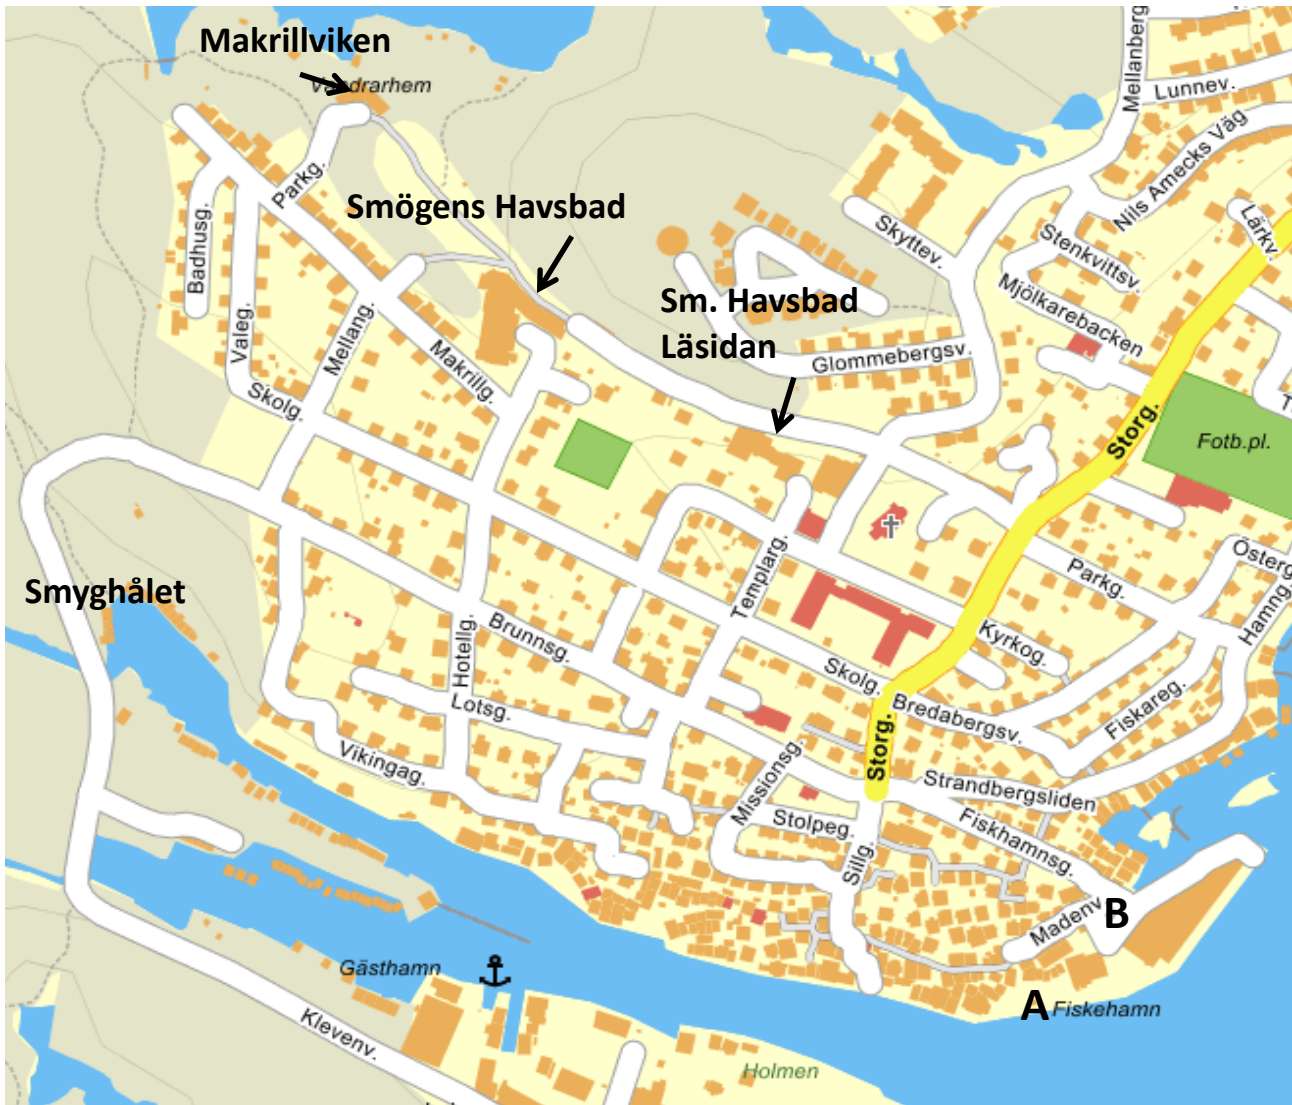 Makrillviken
Vandrarhem
Mellanberg
Lunnev.
Nils Amecks Väg
Parkg.
Smögens Havsbad
Badhusg.
Skyttev.
Stenkvittsv.
Lärkv.
Mjölkarebacken
Sm. Havsbad
Läsidan
Valeg.
Mellang.
Makrillg.
Glommebergsv.
Skolg.
Storg.
Fotb.pl.
Smyghålet
Templarg.
Parkg.
Österg
Hamng.
Brunnsg.
Hotellg.
Kyrkog.
Skolg.
Bredabergsv.
Fiskareg.
Lotsg.
Storg.
Vikingag.
Missionsg.
Strandbergsliden
Stolpeg.
Fiskhamnsg.
Sillg.
Madenv
B
Gästhamn
A
Fiskehamn
Klevenv.
Holmen